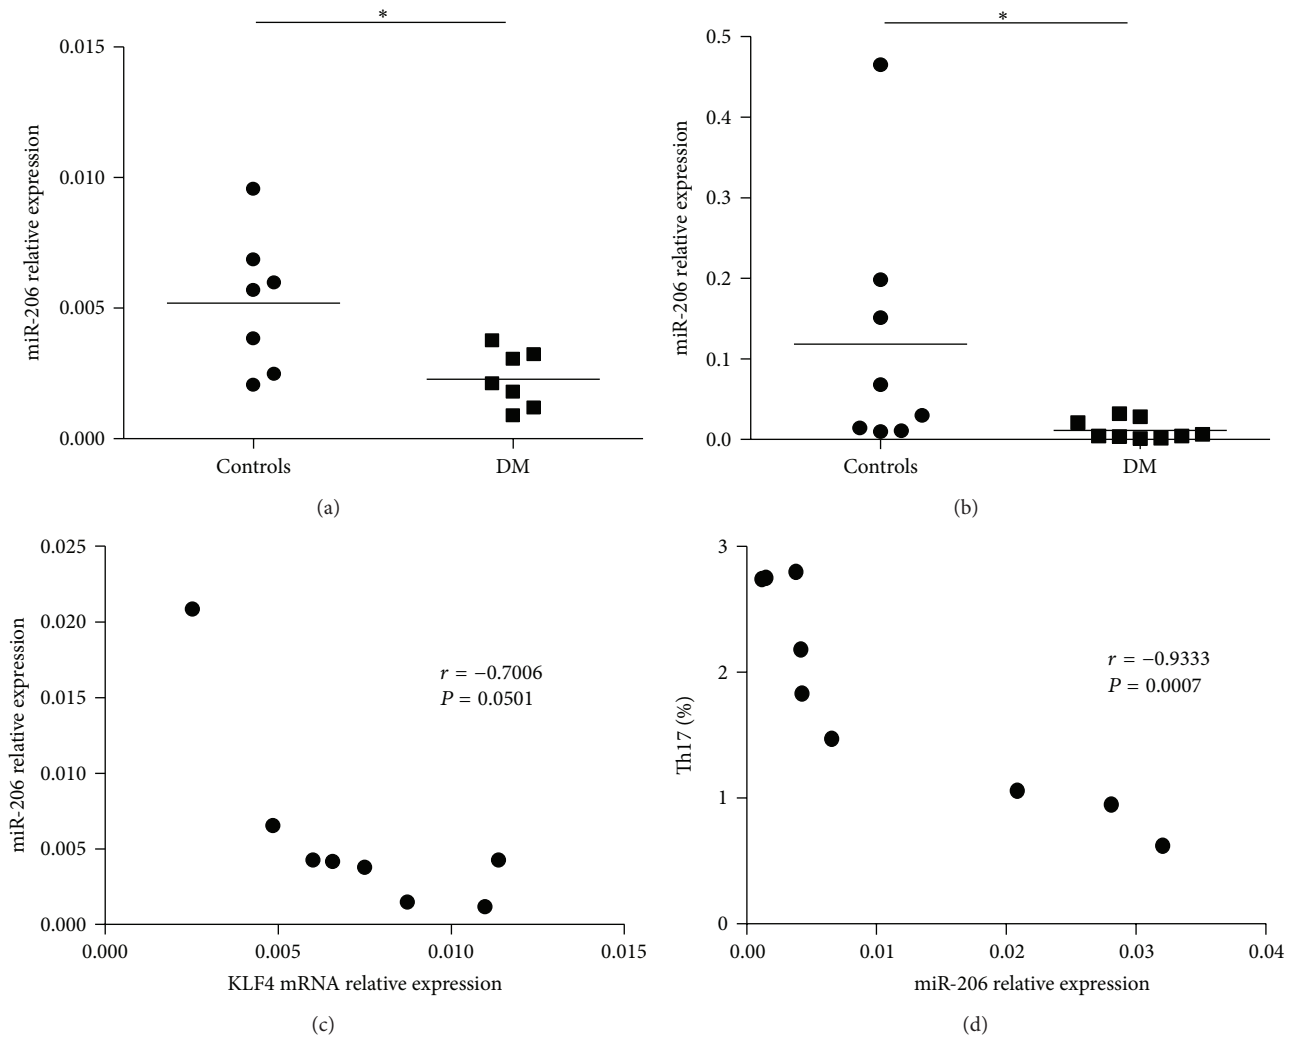 *
0.015
0.010
0.005
0.000
miR-206 relative expression
Controls
DM
(a)
*
0.5
0.4
0.3
0.2
0.1
0.0
miR-206 relative expression
Controls
DM
(b)
0.025
0.020
0.015
0.010
0.005
0.000
miR-206 relative expression
r = −0.7006
P = 0.0501
0.000
0.005
0.010
0.015
KLF4 mRNA relative expression
(c)
3
2
1
0
Th17 (%)
r = −0.9333
P = 0.0007
0.00
0.01
0.02
0.03
0.04
miR-206 relative expression
(d)